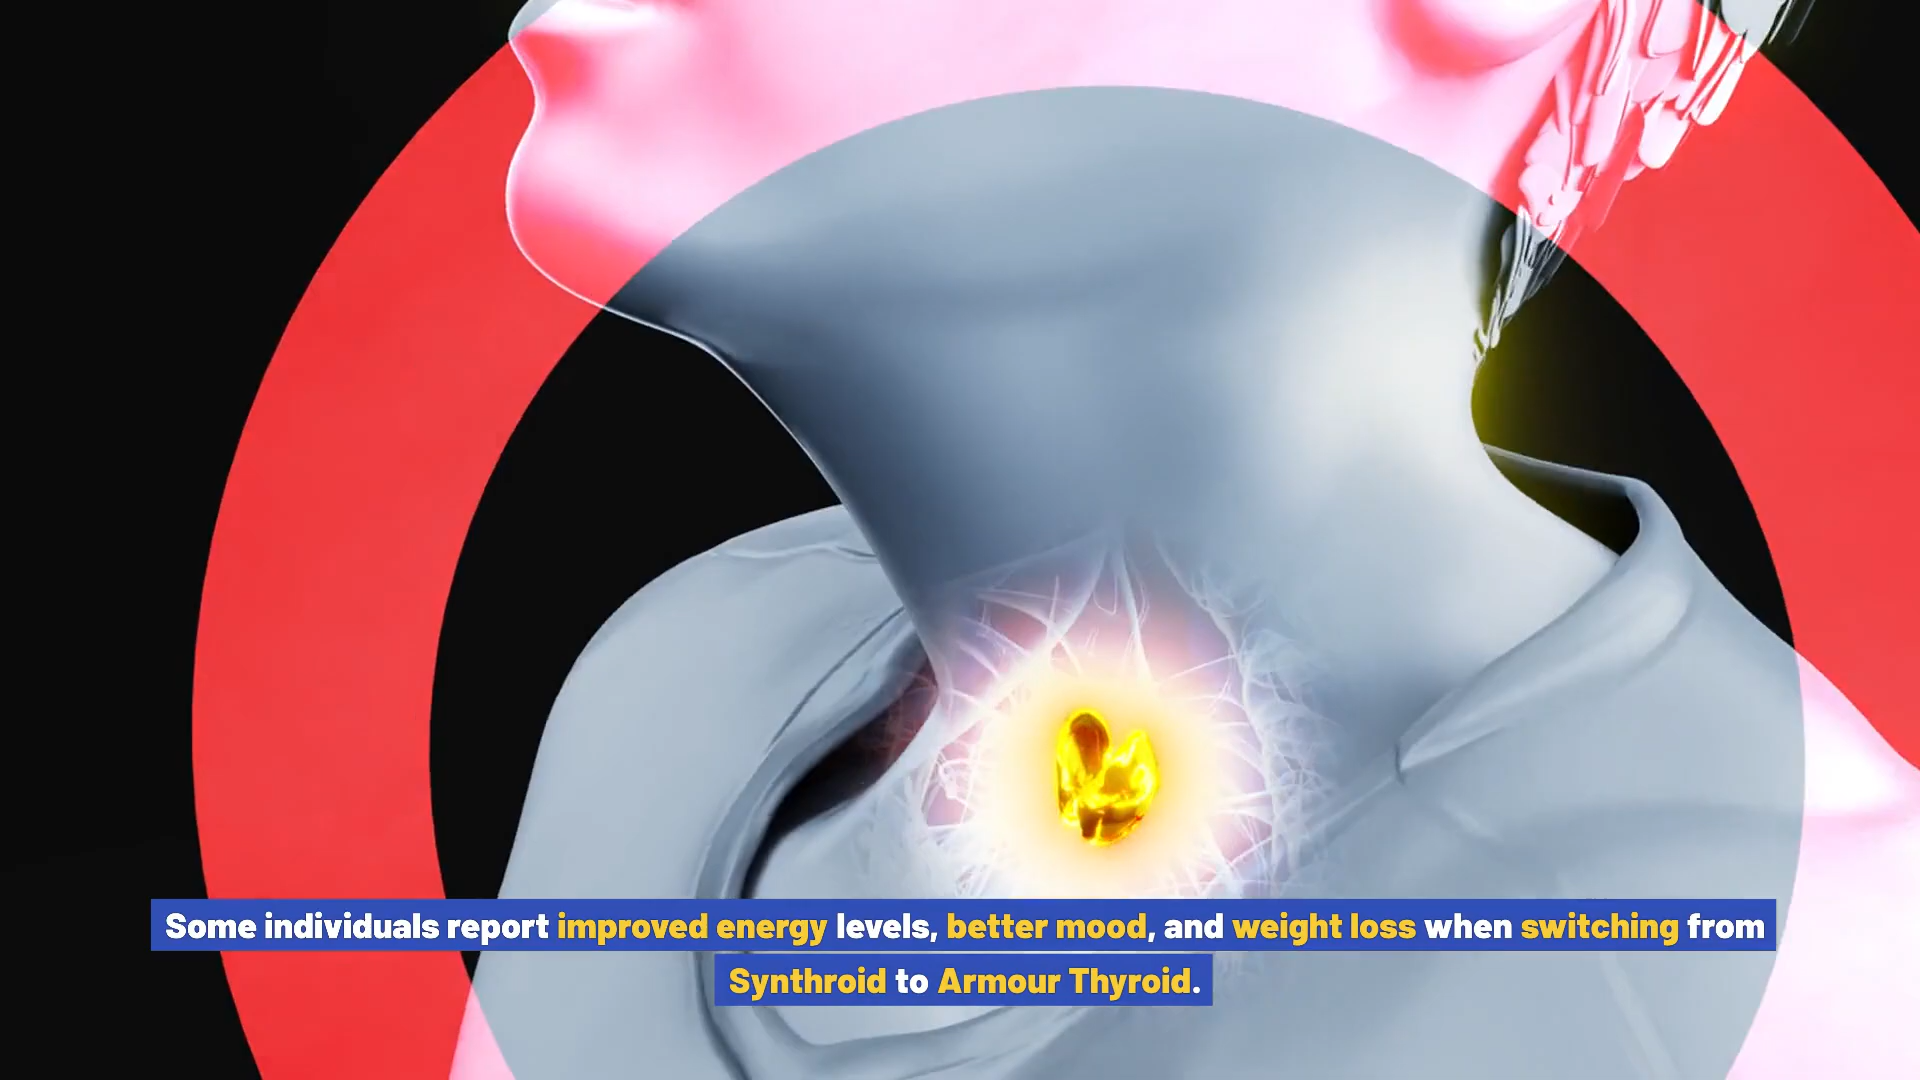 Some individuals report improved energy levels, better mood, and weight loss when switching from
Synthroid to Armour Thyroid.